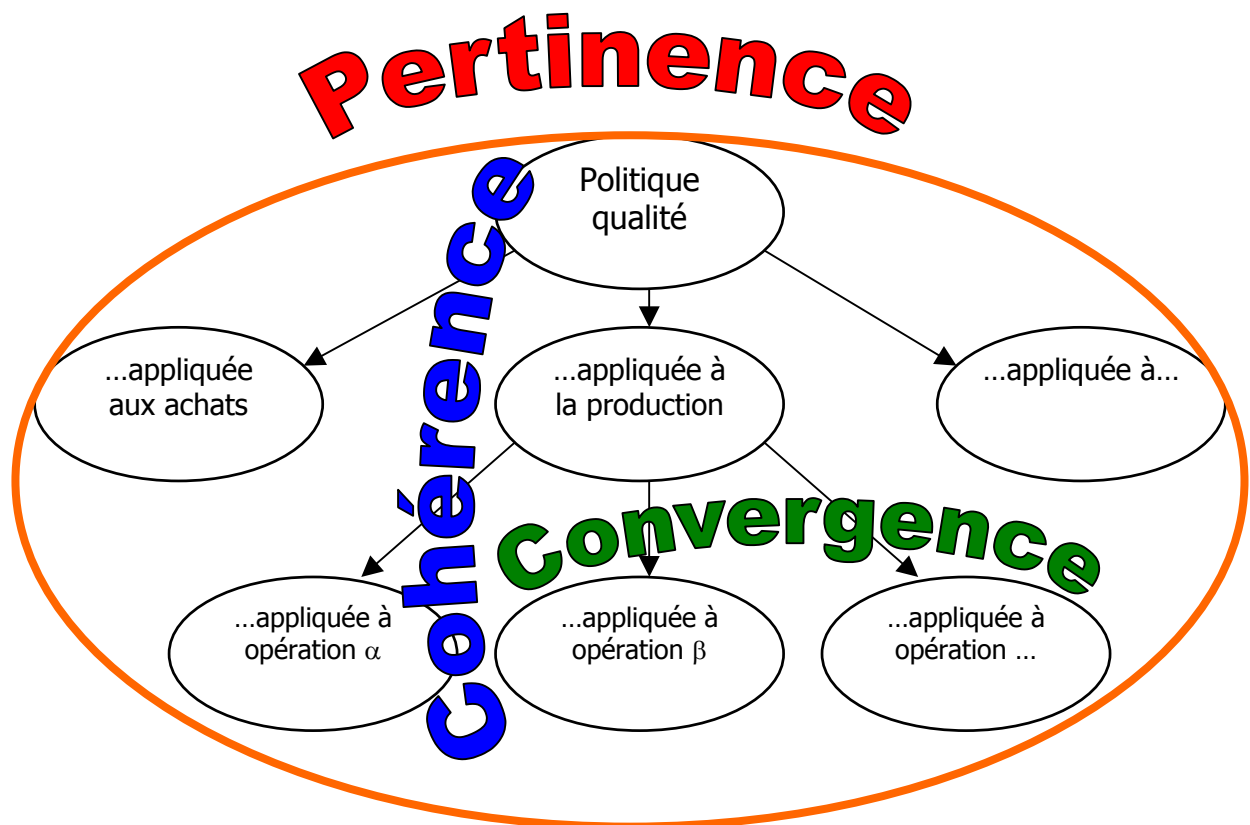 Pertinence
Politique
qualité
Cohérence
...appliquée
aux achats
...appliquée à
la production
...appliquée à...
Convergence
...appliquée à
opération α
...appliquée à
opération β
...appliquée à
opération ...